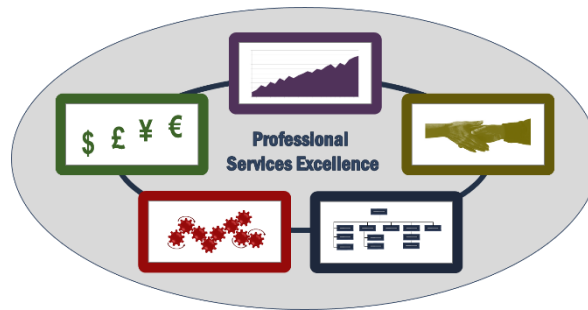 $ £ ¥ €
Professional
Services Excellence